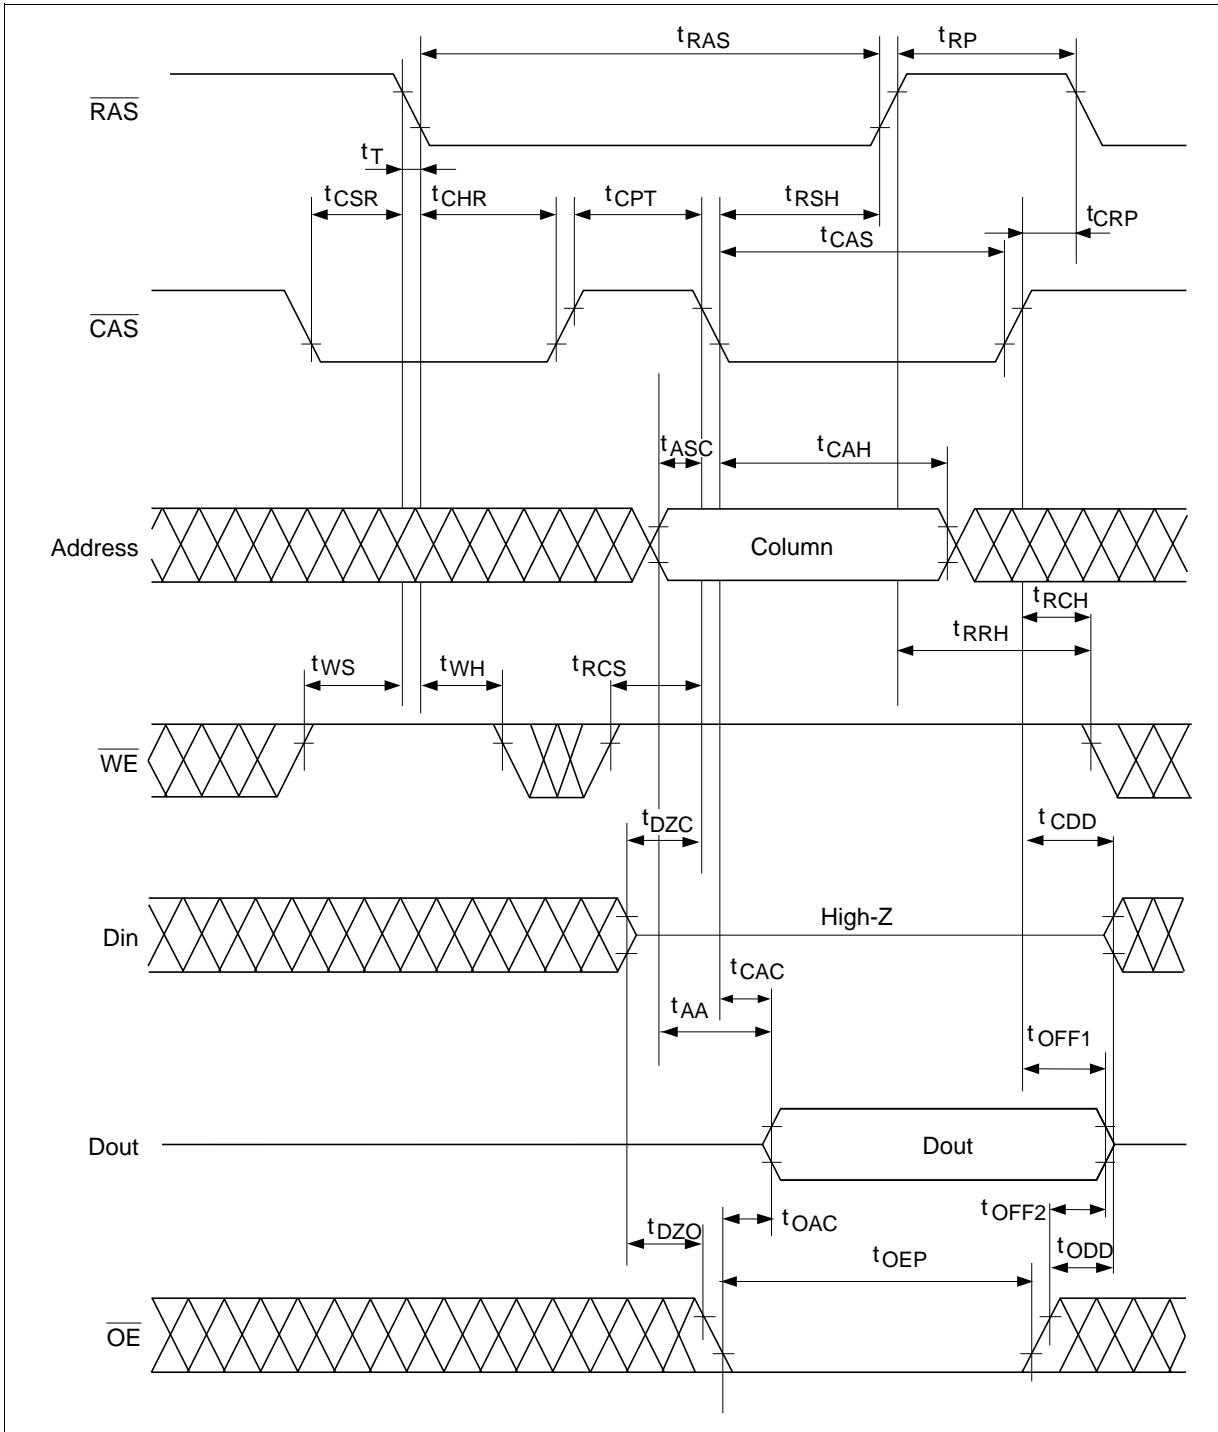 tRAS tRP
RAS
tT
tCSR tCHR tCPT tRSH tCRP
tCAS
CAS
tASC tCAH
Address Column
tRCH
tRRH
tWS tWH tRCS
WE
tDZC tCDD
Din High-Z
tCAC
tAA
tOFF1
Dout Dout
tDZO tOAC tOFF2
tODD
tOEP
OE